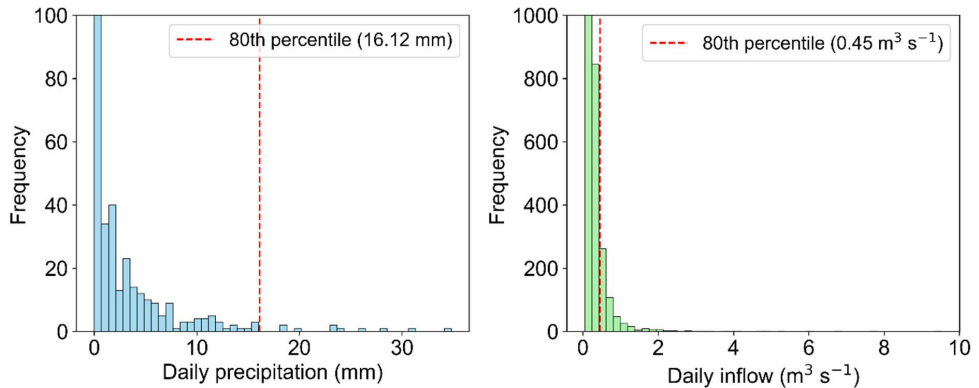 100
80
60
40
20
0
Frequency
80th percentile (16.12 mm)
0 10 20 30
Daily precipitation (mm)
1000
800
600
400
200
0
Frequency
80th percentile (0.45 m³ s⁻¹)
0 2 4 6 8 10
Daily inflow (m³ s⁻¹)